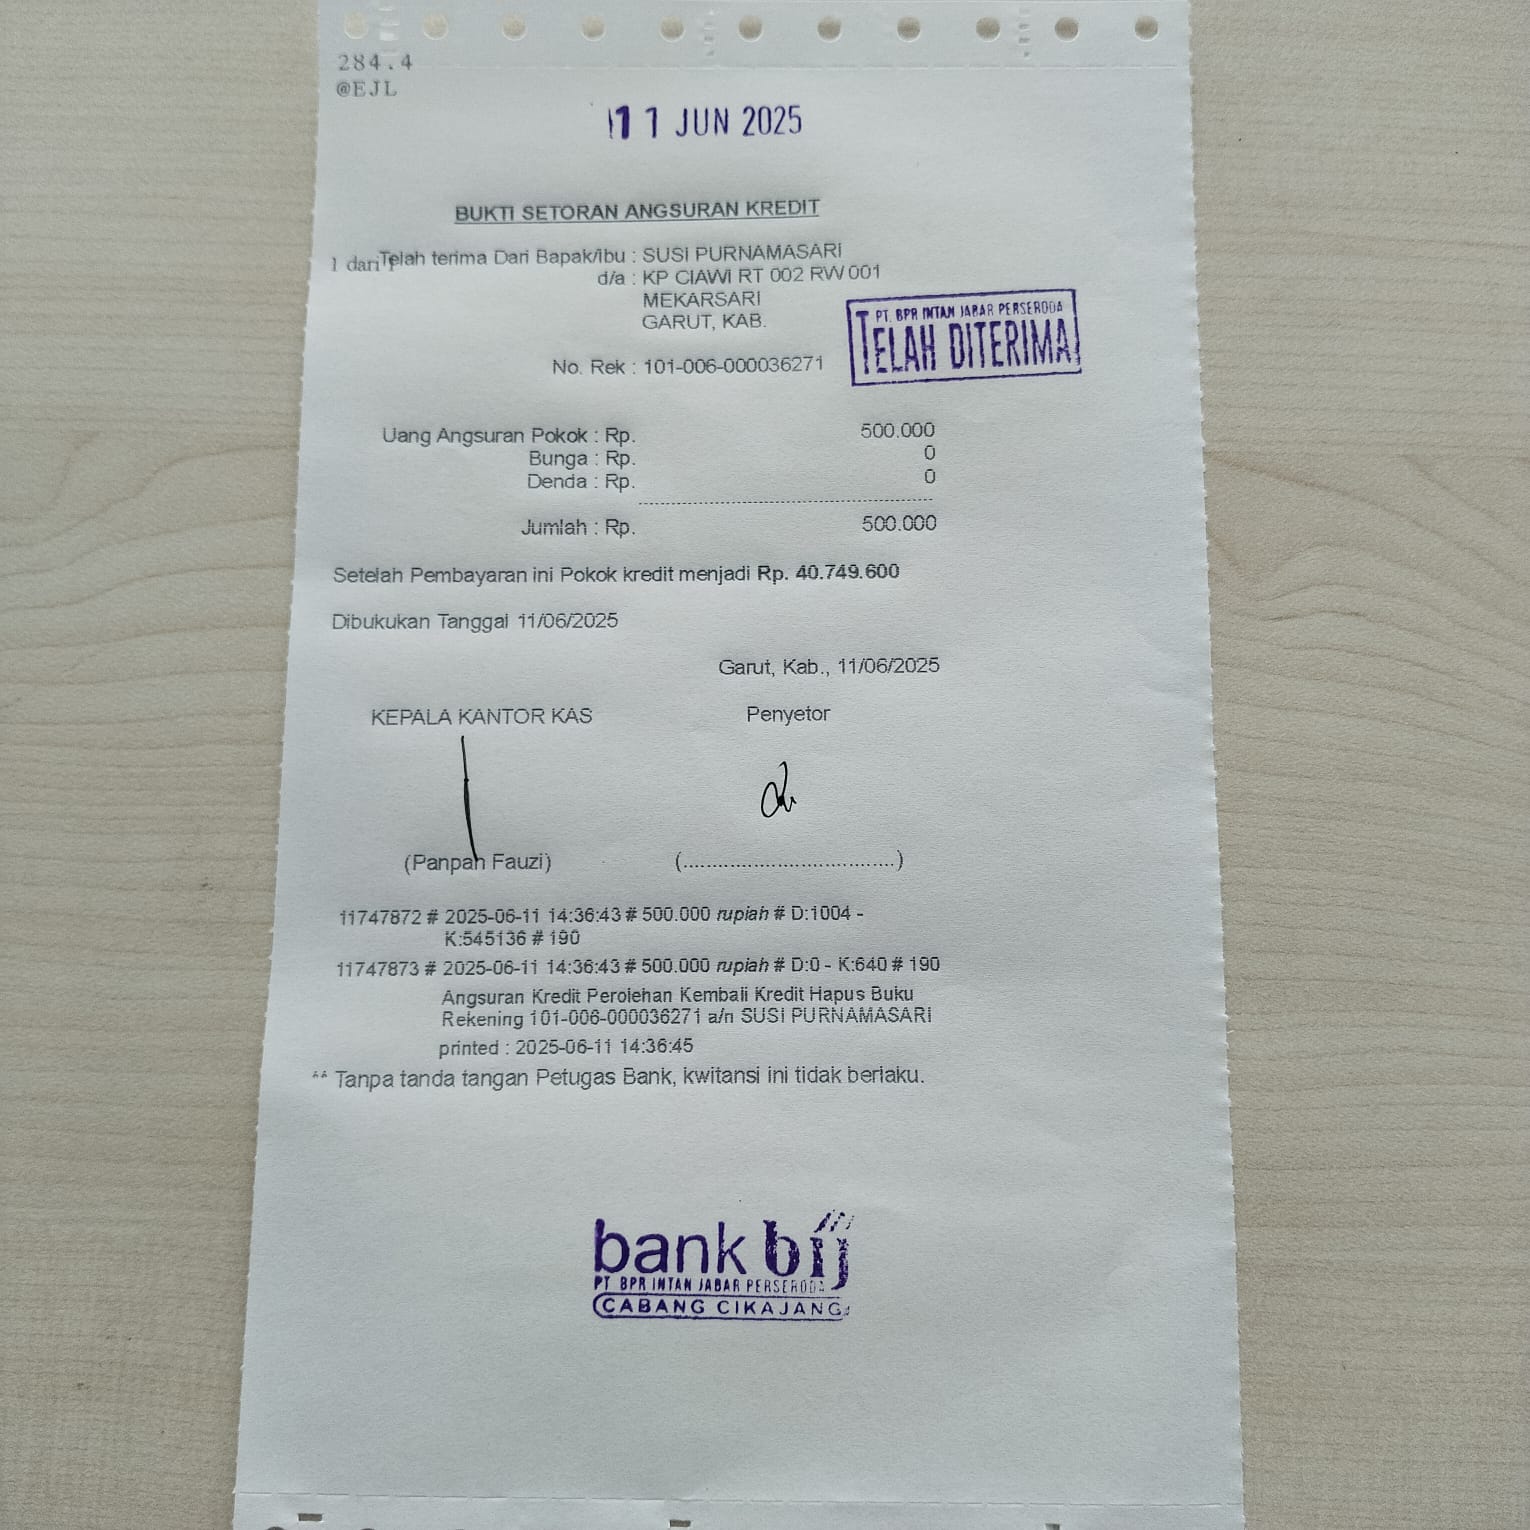 284.4
@EJL
11 JUN 2025
BUKTI SETORAN ANGSURAN KREDIT
1 dari 1
Telah terima Dari Bapak/Ibu : SUSI PURNAMASARI
d/a : KP CIAWI RT 002 RW 001
MEKARSARI
GARUT, KAB.
PT. BPR INTAN JABAR PERSERODA
TELAH DITERIMA
No. Rek : 101-006-000036271
Uang Angsuran Pokok : Rp. 500.000
Bunga : Rp. 0
Denda : Rp. 0
Jumlah : Rp. 500.000
Setelah Pembayaran ini Pokok kredit menjadi Rp. 40.749.600
Dibukukan Tanggal 11/06/2025
Garut, Kab., 11/06/2025
KEPALA KANTOR KAS Penyetor
(Panpan Fauzi) (....................................)
11747872 # 2025-06-11 14:36:43 # 500.000 rupiah # D:1004 -
K:545136 # 190
11747873 # 2025-06-11 14:36:43 # 500.000 rupiah # D:0 - K:640 # 190
Angsuran Kredit Perolehan Kembali Kredit Hapus Buku
Rekening 101-006-000036271 a/n SUSI PURNAMASARI
printed : 2025-06-11 14:36:45
** Tanpa tanda tangan Petugas Bank, kwitansi ini tidak berlaku.
bank bij
PT BPR INTAN JABAR PERSERODA
CABANG CIKAJANG